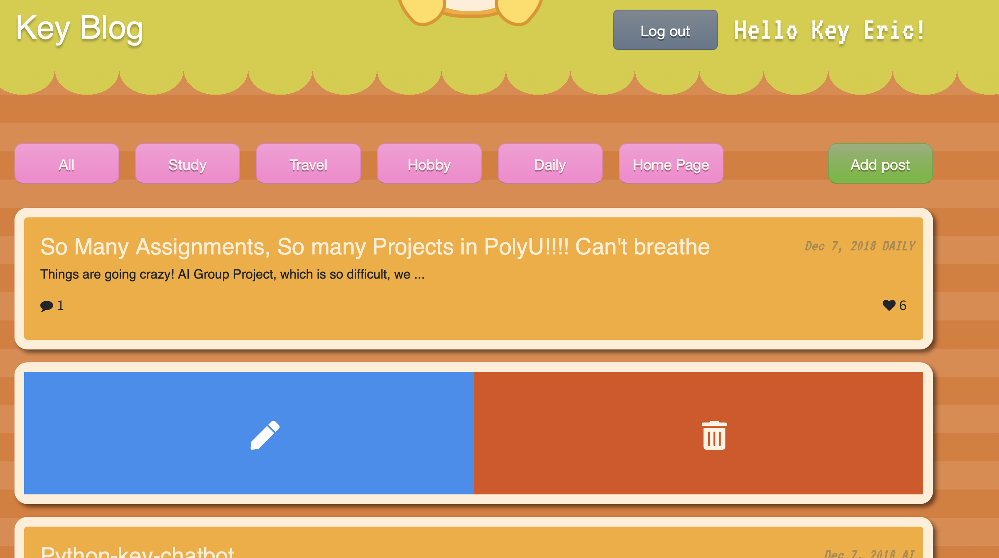 Key Blog
Log out
Hello Key Eric!
All
Study
Travel
Hobby
Daily
Home Page
Add post
So Many Assignments, So many Projects in PolyU!!!! Can't breathe
Dec 7, 2018 DAILY
Things are going crazy! AI Group Project, which is so difficult, we ...
1
6
Python-key-chatbot
Dec 7, 2018 AI